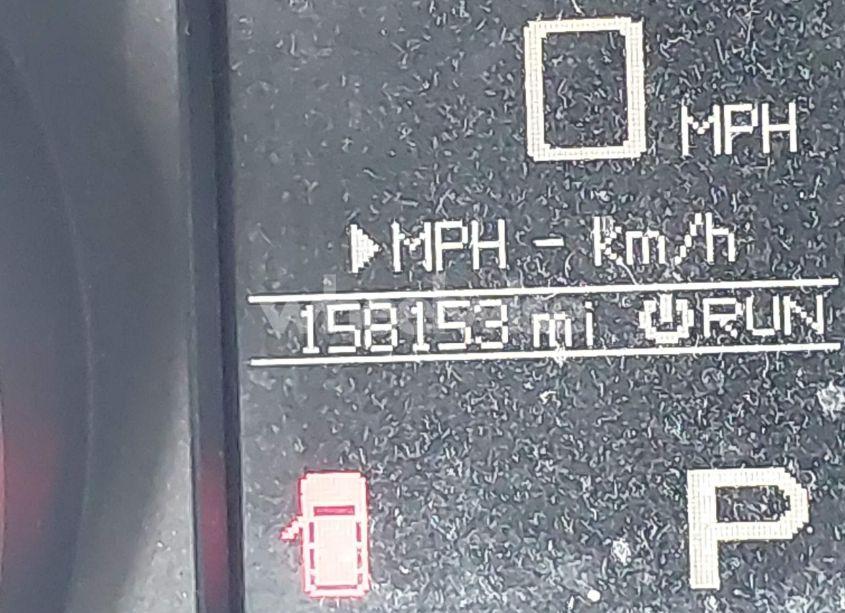 0 MPH
▶MPH - km/h
158153 mi ⏻RUN
P